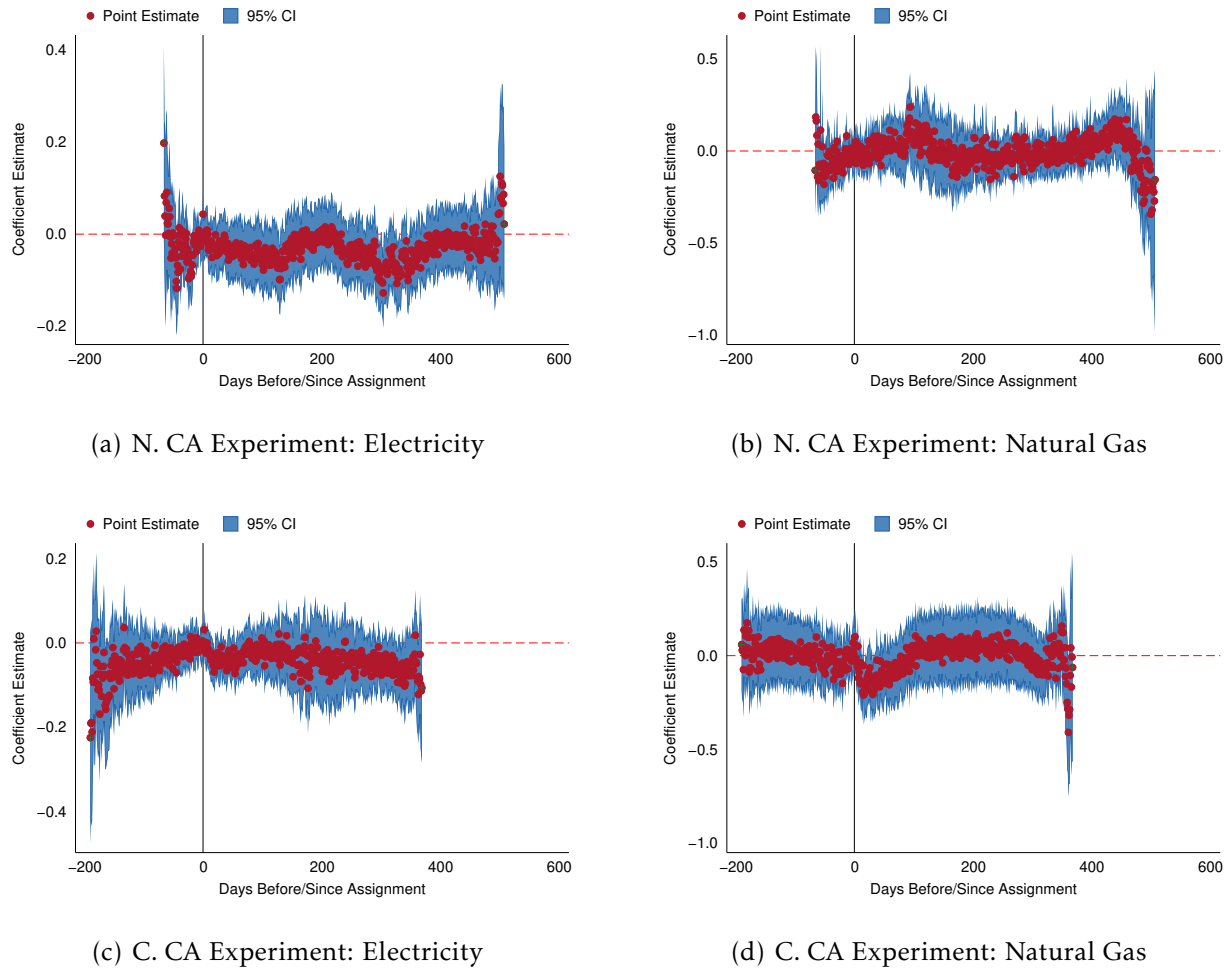 Point Estimate 95% CI
0.4
0.2
0.0
−0.2
Coefficient Estimate
−200 0 200 400 600
Days Before/Since Assignment
(a) N. CA Experiment: Electricity
Point Estimate 95% CI
0.5
0.0
−0.5
−1.0
Coefficient Estimate
−200 0 200 400 600
Days Before/Since Assignment
(b) N. CA Experiment: Natural Gas
Point Estimate 95% CI
0.2
0.0
−0.2
−0.4
Coefficient Estimate
−200 0 200 400 600
Days Before/Since Assignment
(c) C. CA Experiment: Electricity
Point Estimate 95% CI
0.5
0.0
−0.5
−1.0
Coefficient Estimate
−200 0 200 400 600
Days Before/Since Assignment
(d) C. CA Experiment: Natural Gas